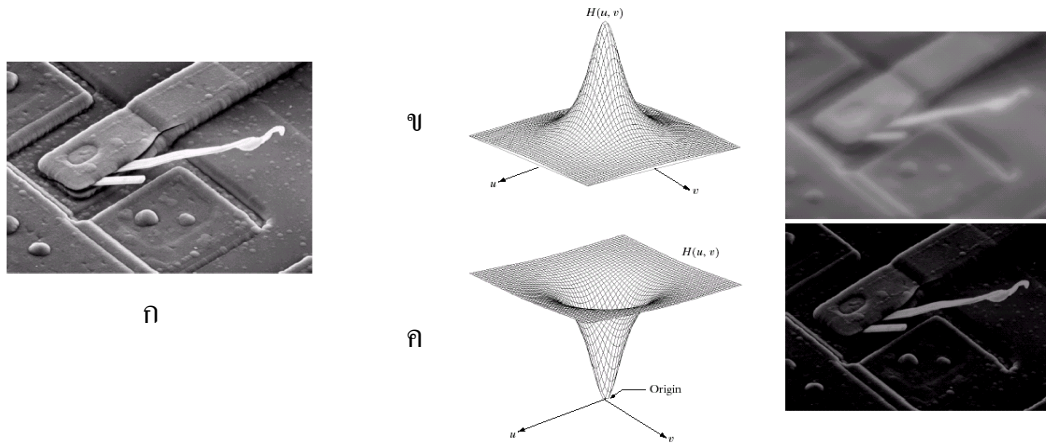 H(u, v)
ข
u
v
ก
H(u, v)
ค
Origin
u
v